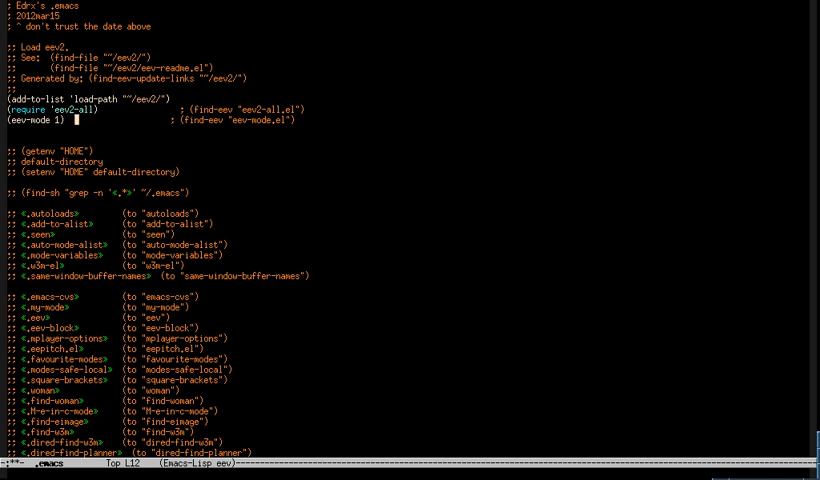 ; Edrx's .emacs
; 2012mar15
; ^ don't trust the date above
;; Load eev2.
;; See:  (find-file "~/eev2/")
;;       (find-file "~/eev2/eev-readme.el")
;; Generated by: (find-eev-update-links "~/eev2/")
;;
(add-to-list 'load-path "~/eev2/")
(require 'eev2-all)                ; (find-eev "eev2-all.el")
(eev-mode 1)                     ; (find-eev "eev-mode.el")
;; (getenv "HOME")
;; default-directory
;; (setenv "HOME" default-directory)
;; (find-sh "grep -n '«.*»' ~/.emacs")
;; «.autoloads»        (to "autoloads")
;; «.add-to-alist»     (to "add-to-alist")
;; «.seen»             (to "seen")
;; «.auto-mode-alist»  (to "auto-mode-alist")
;; «.mode-variables»   (to "mode-variables")
;; «.w3m-el»           (to "w3m-el")
;; «.same-window-buffer-names»  (to "same-window-buffer-names")
;; «.emacs-cvs»        (to "emacs-cvs")
;; «.my-mode»          (to "my-mode")
;; «.eev»              (to "eev")
;; «.eev-block»        (to "eev-block")
;; «.mplayer-options»  (to "mplayer-options")
;; «.eepitch.el»       (to "eepitch.el")
;; «.favourite-modes»  (to "favourite-modes")
;; «.modes-safe-local» (to "modes-safe-local")
;; «.square-brackets»  (to "square-brackets")
;; «.woman»            (to "woman")
;; «.find-woman»       (to "find-woman")
;; «.M-e-in-c-mode»    (to "M-e-in-c-mode")
;; «.find-eimage»      (to "find-eimage")
;; «.find-w3m»         (to "find-w3m")
;; «.dired-find-w3m»   (to "dired-find-w3m")
;; «.dired-find-planner»  (to "dired-find-planner")
-:**-  .emacs        Top L12    (Emacs-Lisp eev)